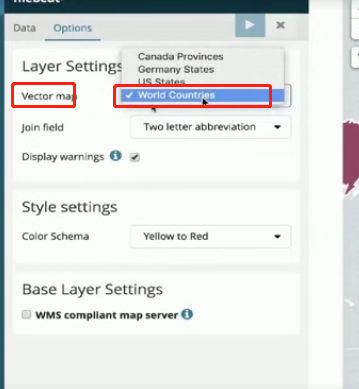 Data Options
Layer Settings
Canada Provinces
Germany States
US States
Vector map
✓ World Countries
Join field
Two letter abbreviation
Display warnings
Style settings
Color Schema
Yellow to Red
Base Layer Settings
WMS compliant map server